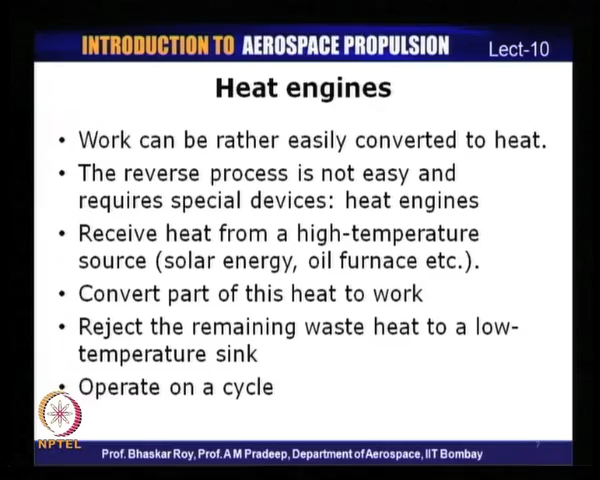 INTRODUCTION TO AEROSPACE PROPULSION Lect-10
Heat engines
• Work can be rather easily converted to heat.
• The reverse process is not easy and
requires special devices: heat engines
• Receive heat from a high-temperature
source (solar energy, oil furnace etc.).
• Convert part of this heat to work
• Reject the remaining waste heat to a low-
temperature sink
• Operate on a cycle
NPTEL
Prof. Bhaskar Roy, Prof. A M Pradeep, Department of Aerospace, IIT Bombay